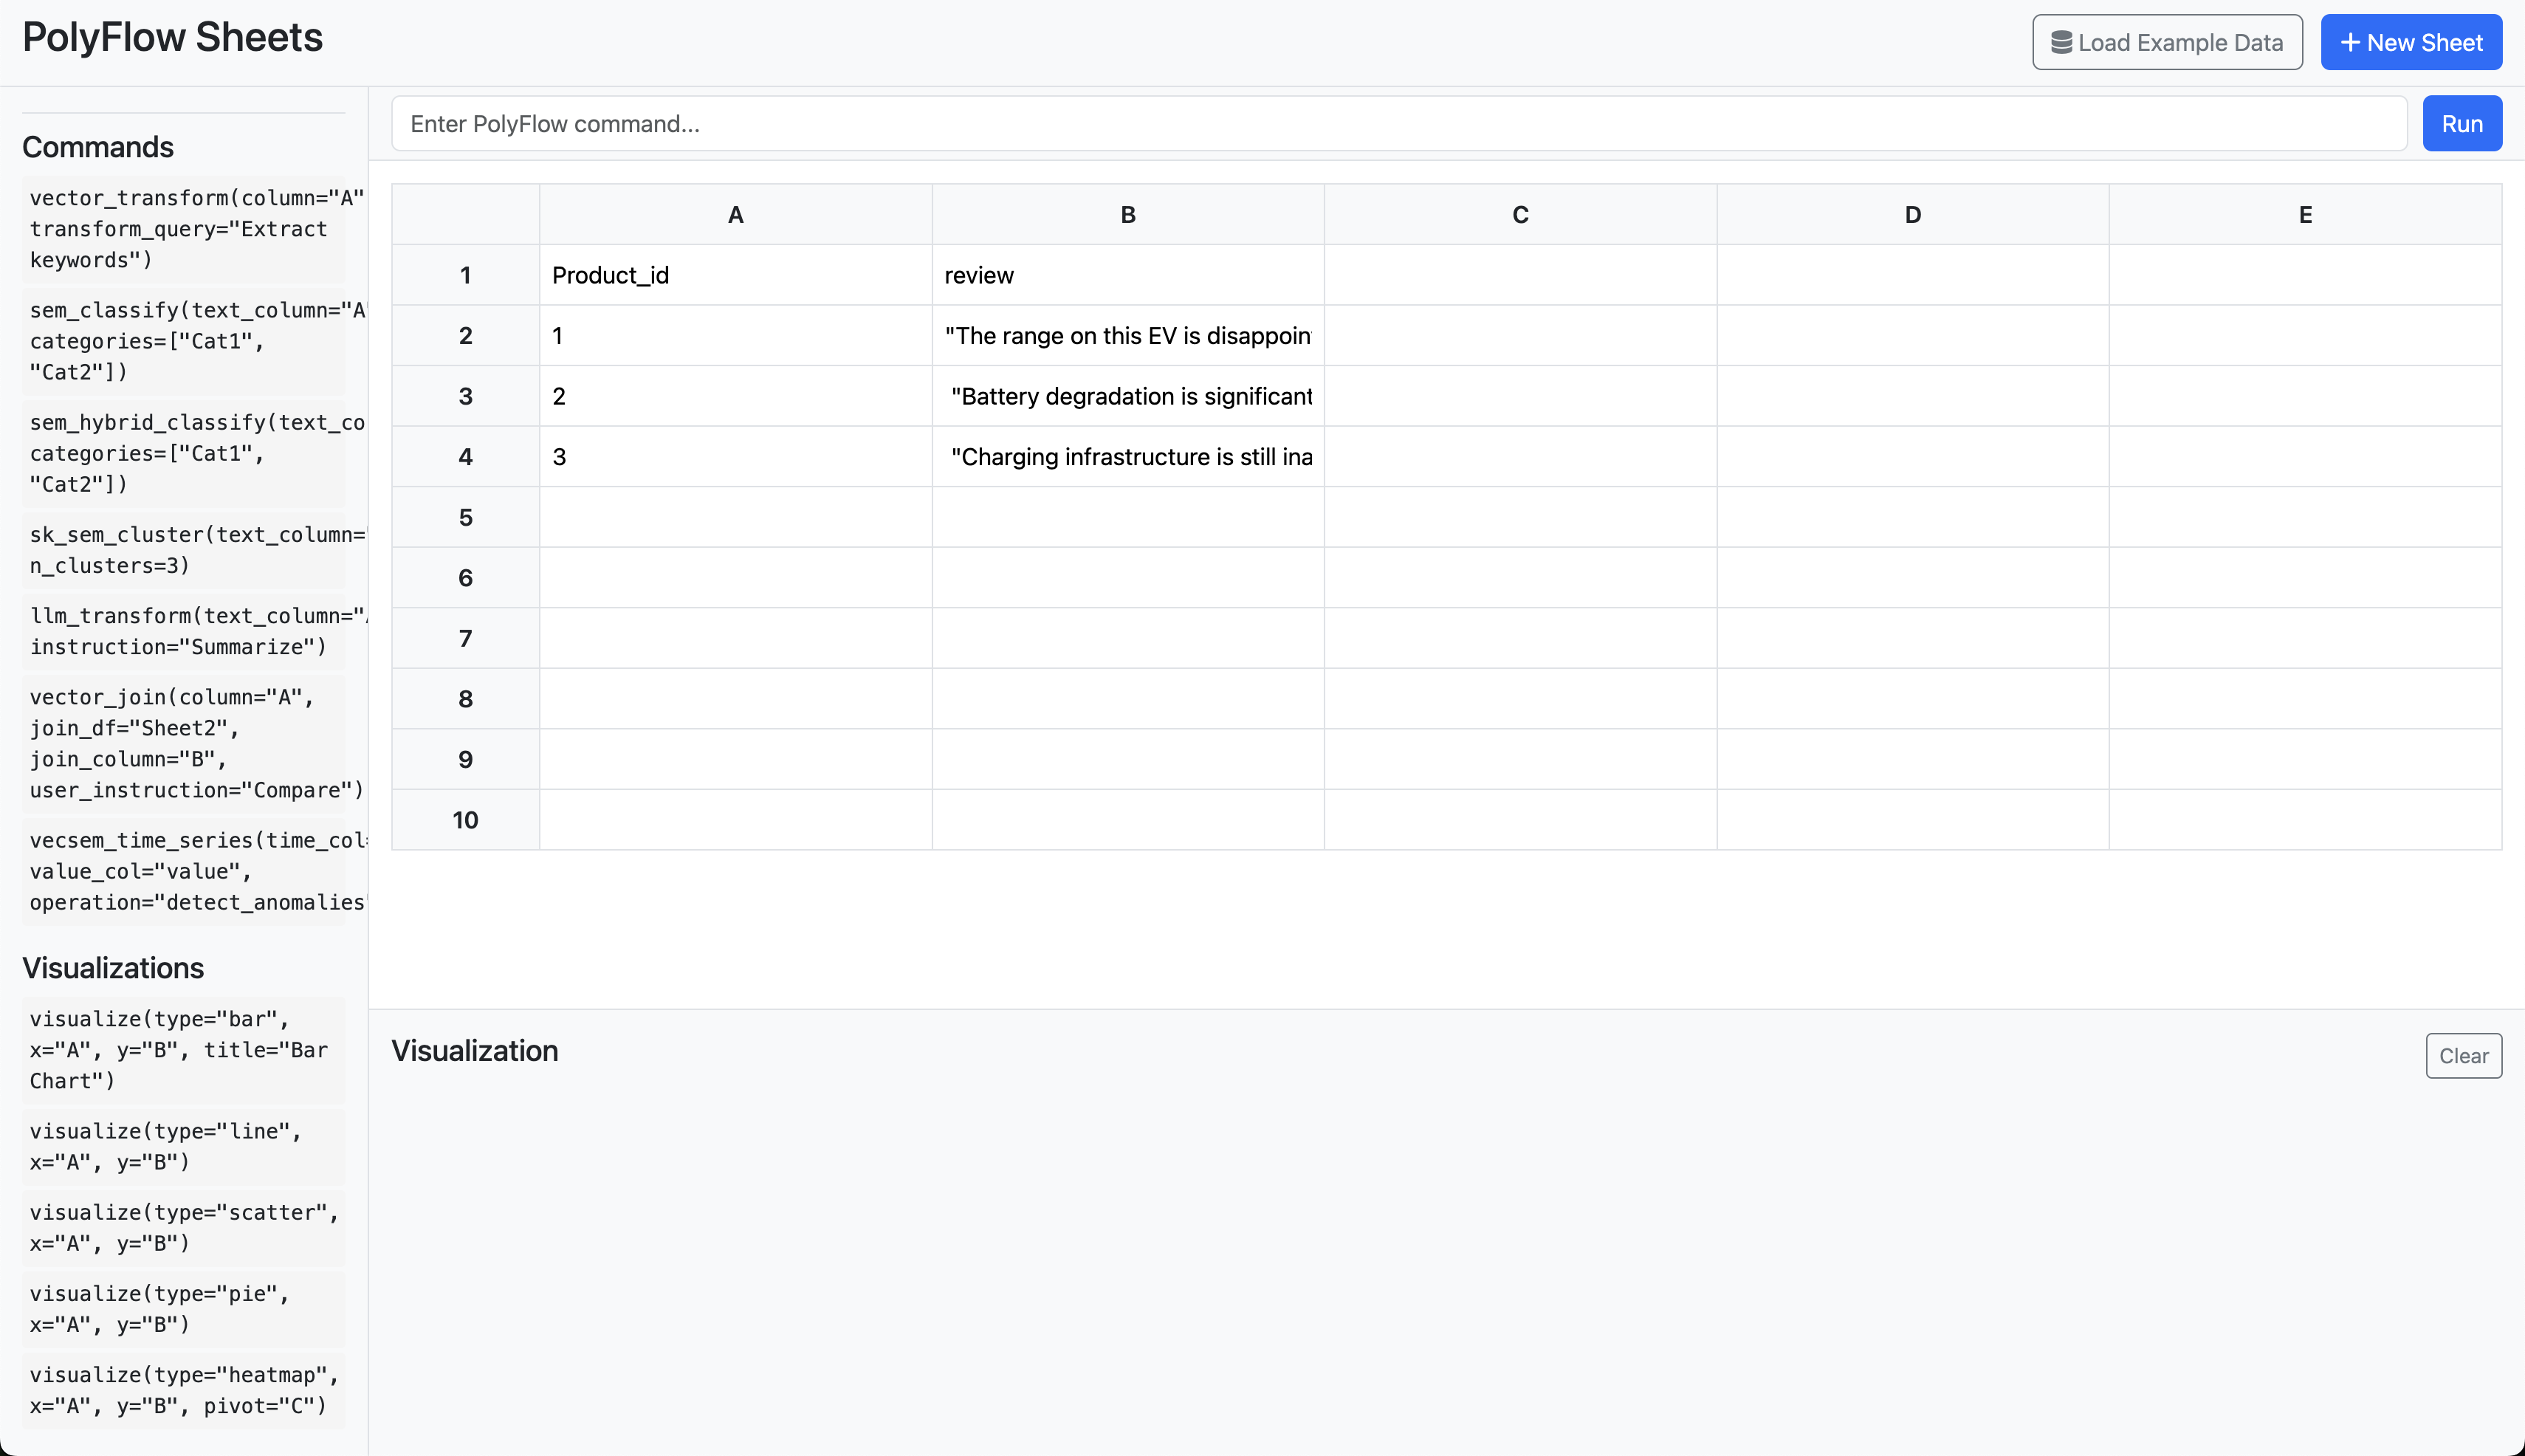 PolyFlow Sheets
Load Example Data
+ New Sheet
Commands
vector_transform(column="A"
transform_query="Extract
keywords")
sem_classify(text_column="A"
categories=["Cat1",
"Cat2"])
sem_hybrid_classify(text_co
categories=["Cat1",
"Cat2"])
sk_sem_cluster(text_column="
n_clusters=3)
llm_transform(text_column="A
instruction="Summarize")
vector_join(column="A",
join_df="Sheet2",
join_column="B",
user_instruction="Compare")
vecsem_time_series(time_col=
value_col="value",
operation="detect_anomalies"
Visualizations
visualize(type="bar",
x="A", y="B", title="Bar
Chart")
visualize(type="line",
x="A", y="B")
visualize(type="scatter",
x="A", y="B")
visualize(type="pie",
x="A", y="B")
visualize(type="heatmap",
x="A", y="B", pivot="C")
Enter PolyFlow command...
Run
A B C D E
1 Product_id review
2 1 "The range on this EV is disappoin
3 2 "Battery degradation is significant
4 3 "Charging infrastructure is still ina
5
6
7
8
9
10
Visualization
Clear